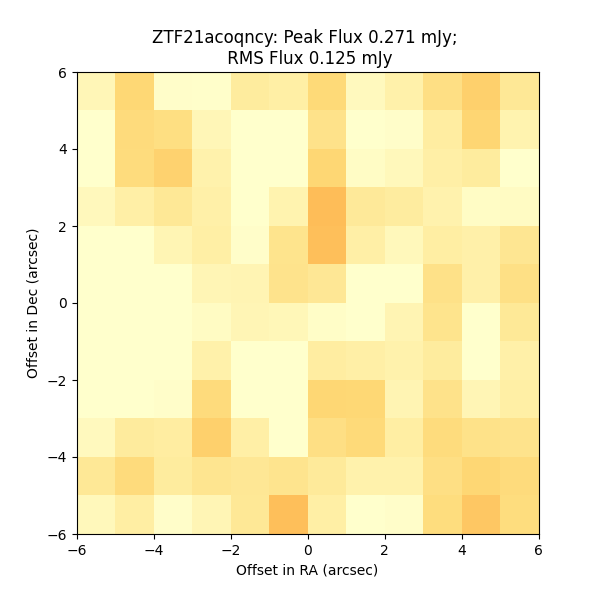 ZTF21acoqncy: Peak Flux 0.271 mJy;
RMS Flux 0.125 mJy
6
4
2
0
−2
−4
−6
Offset in Dec (arcsec)
−6 −4 −2 0 2 4 6
Offset in RA (arcsec)